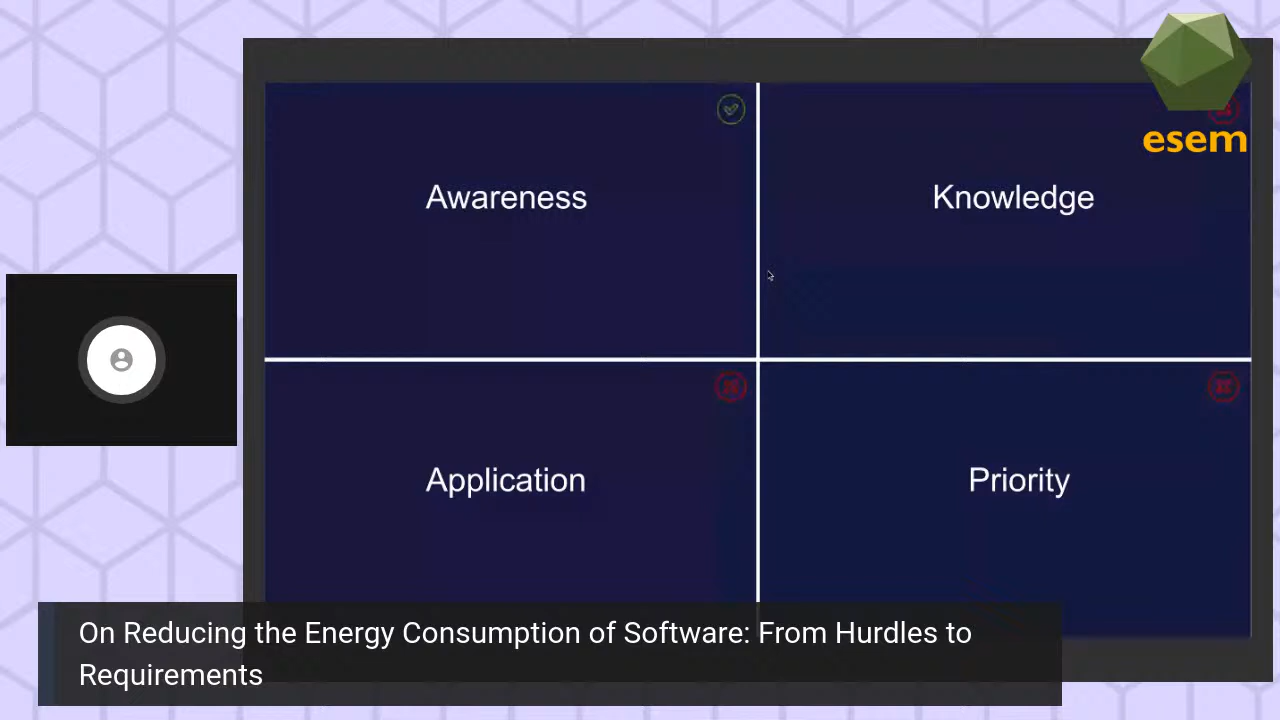 esem
Awareness
Knowledge
Application
Priority
On Reducing the Energy Consumption of Software: From Hurdles to
Requirements